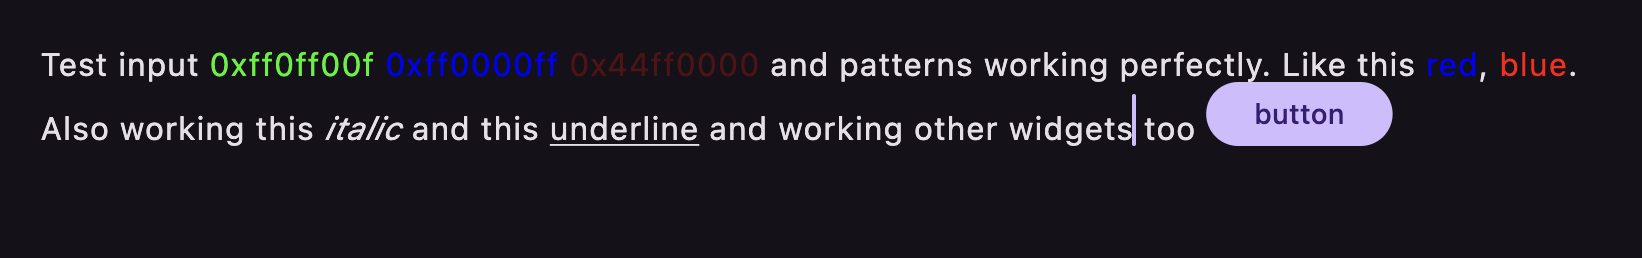 Test input 0xff0ff00f 0xff0000ff 0x44ff0000 and patterns working perfectly. Like this red, blue.
Also working this italic and this underline and working other widgets too button